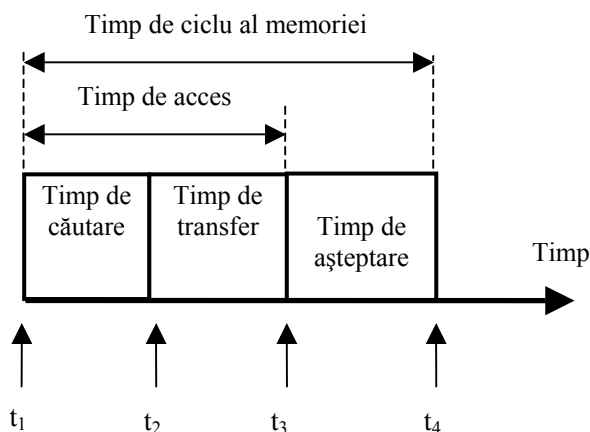 Timp de ciclu al memoriei
Timp de acces
Timp de
căutare
Timp de
transfer
Timp de
aşteptare
Timp
t1
t2
t3
t4